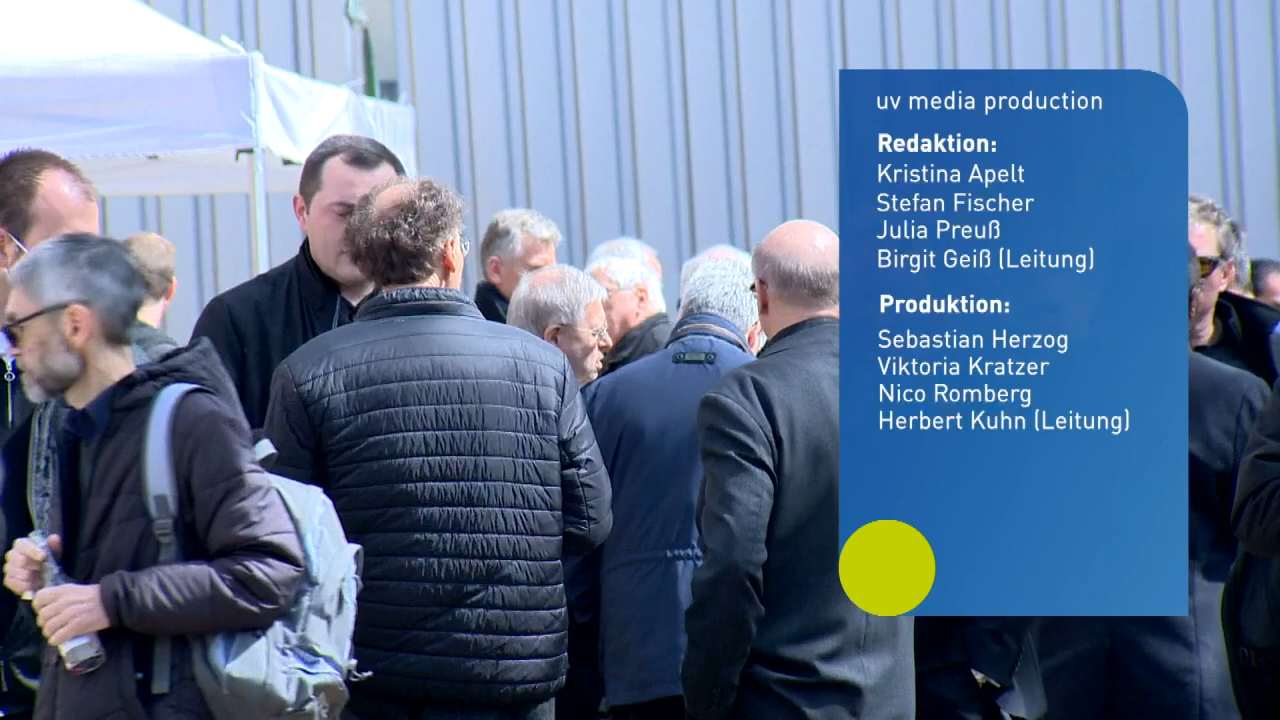 uv media production
Redaktion:
Kristina Apelt
Stefan Fischer
Julia Preuß
Birgit Geiß (Leitung)
Produktion:
Sebastian Herzog
Viktoria Kratzer
Nico Romberg
Herbert Kuhn (Leitung)